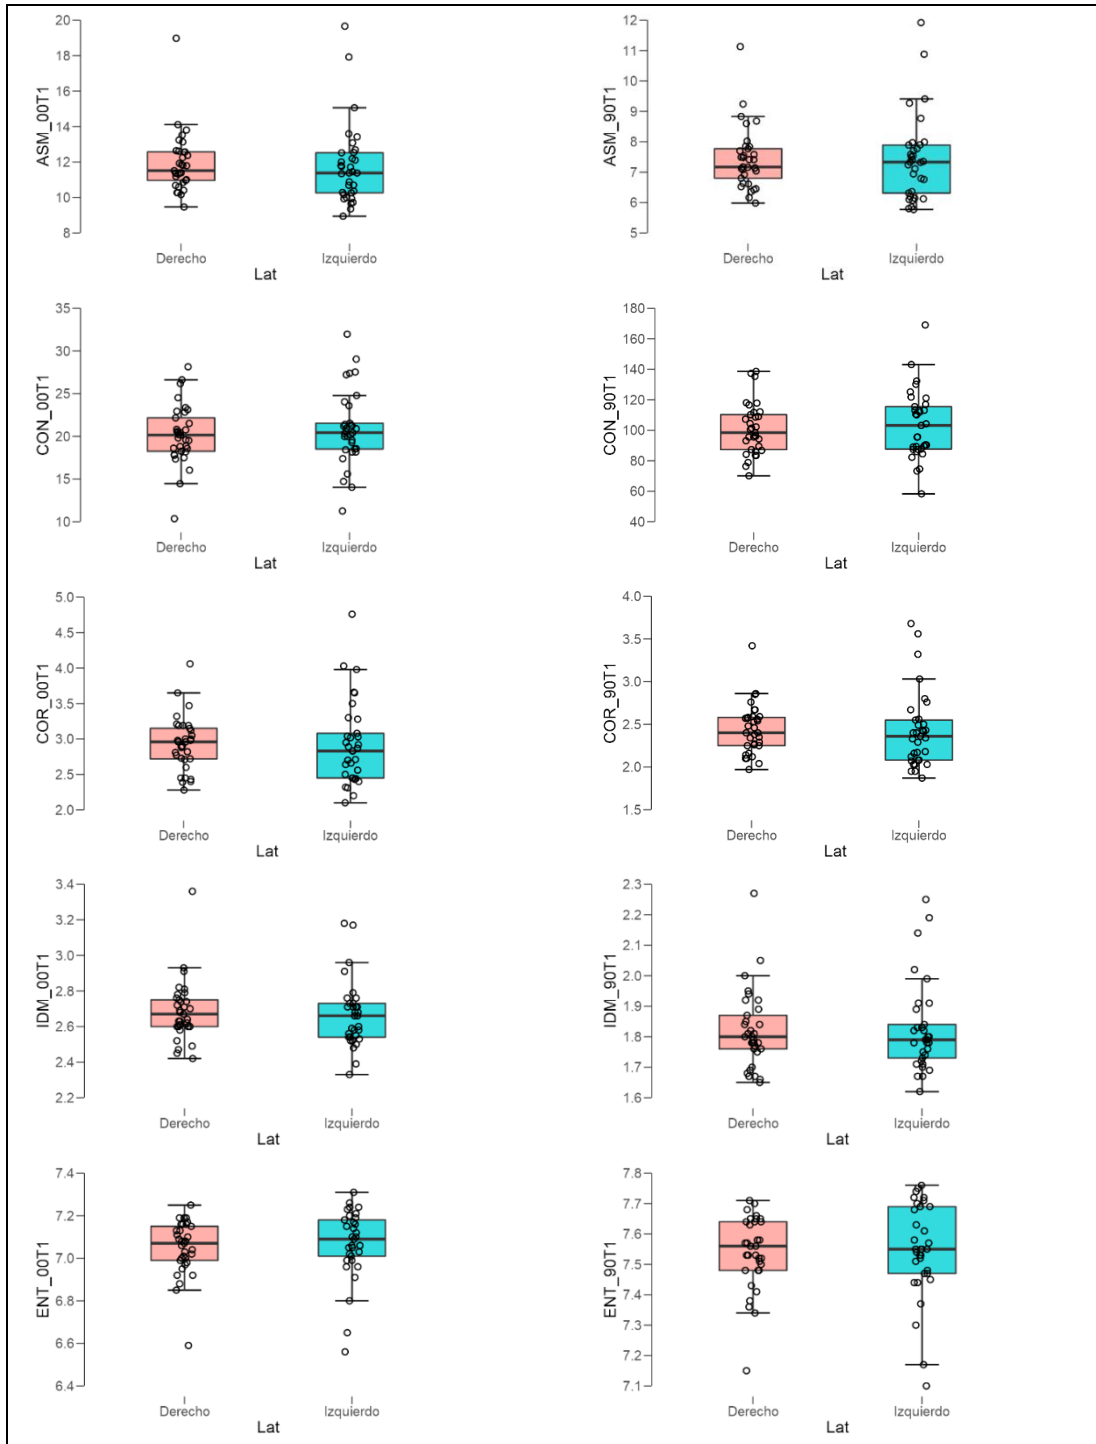 20
18
16
14
12
10
8
ASM_00T1
Derecho
Izquierdo
Lat
12
11
10
9
8
7
6
5
ASM_90T1
Derecho
Izquierdo
Lat
35
30
25
20
15
10
CON_00T1
Derecho
Izquierdo
Lat
180
160
140
120
100
80
60
40
CON_90T1
Derecho
Izquierdo
Lat
5.0
4.5
4.0
3.5
3.0
2.5
2.0
COR_00T1
Derecho
Izquierdo
Lat
4.0
3.5
3.0
2.5
2.0
1.5
COR_90T1
Derecho
Izquierdo
Lat
3.4
3.2
3.0
2.8
2.6
2.4
2.2
IDM_00T1
Derecho
Izquierdo
Lat
2.3
2.2
2.1
2.0
1.9
1.8
1.7
1.6
IDM_90T1
Derecho
Izquierdo
Lat
7.4
7.2
7.0
6.8
6.6
6.4
ENT_00T1
Derecho
Izquierdo
Lat
7.8
7.7
7.6
7.5
7.4
7.3
7.2
7.1
ENT_90T1
Derecho
Izquierdo
Lat